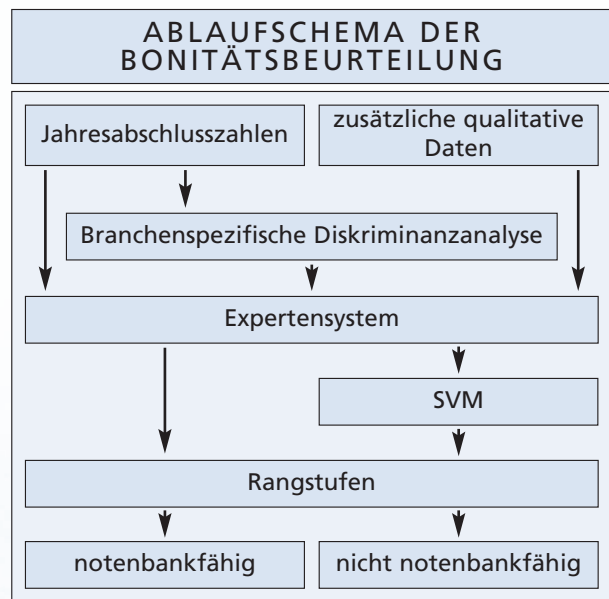 ABLAUFSCHEMA DER
BONITÄTSBEURTEILUNG
Jahresabschlusszahlen
zusätzliche qualitative
Daten
Branchenspezifische Diskriminanzanalyse
Expertensystem
SVM
Rangstufen
notenbankfähig
nicht notenbankfähig